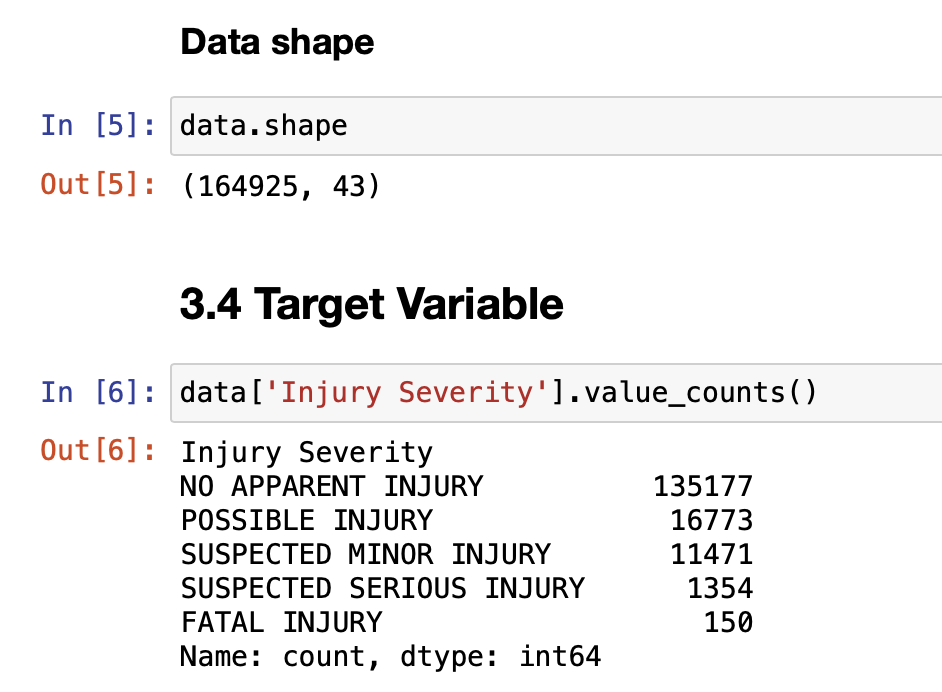 Data shape
In [5]: data.shape
Out[5]: (164925, 43)
3.4 Target Variable
In [6]: data['Injury Severity'].value_counts()
Out[6]: Injury Severity
NO APPARENT INJURY 135177
POSSIBLE INJURY 16773
SUSPECTED MINOR INJURY 11471
SUSPECTED SERIOUS INJURY 1354
FATAL INJURY 150
Name: count, dtype: int64